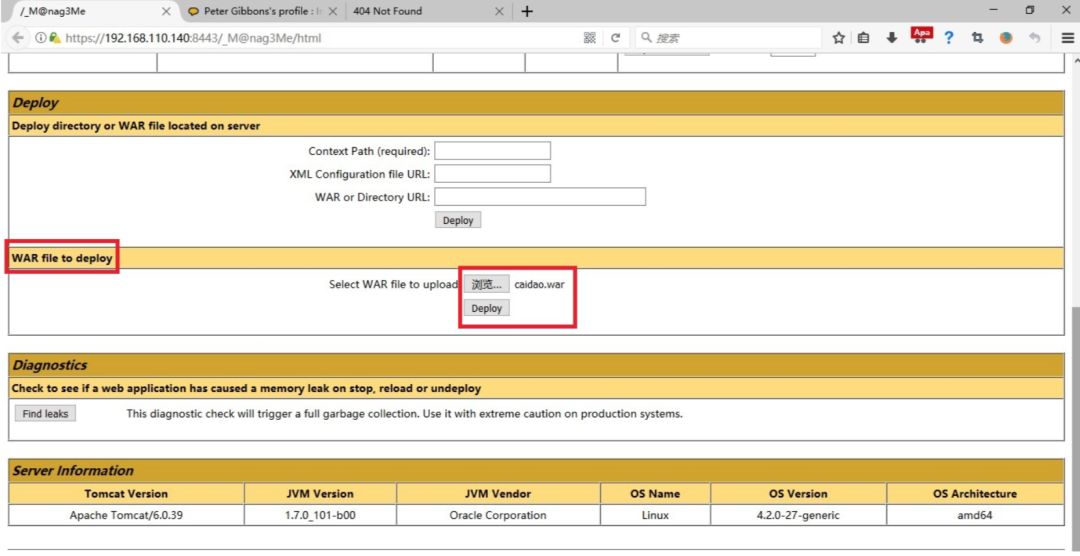 /_M@nag3Me
Peter Gibbons's profile :
404 Not Found
https://192.168.110.140:8443/_M@nag3Me/html
搜索
Apa
Deploy
Deploy directory or WAR file located on server
Context Path (required):
XML Configuration file URL:
WAR or Directory URL:
Deploy
WAR file to deploy
Select WAR file to upload 浏览... caidao.war
Deploy
Diagnostics
Check to see if a web application has caused a memory leak on stop, reload or undeploy
Find leaks This diagnostic check will trigger a full garbage collection. Use it with extreme caution on production systems.
Server Information
Tomcat Version JVM Version JVM Vendor OS Name OS Version OS Architecture
Apache Tomcat/6.0.39 1.7.0_101-b00 Oracle Corporation Linux 4.2.0-27-generic amd64